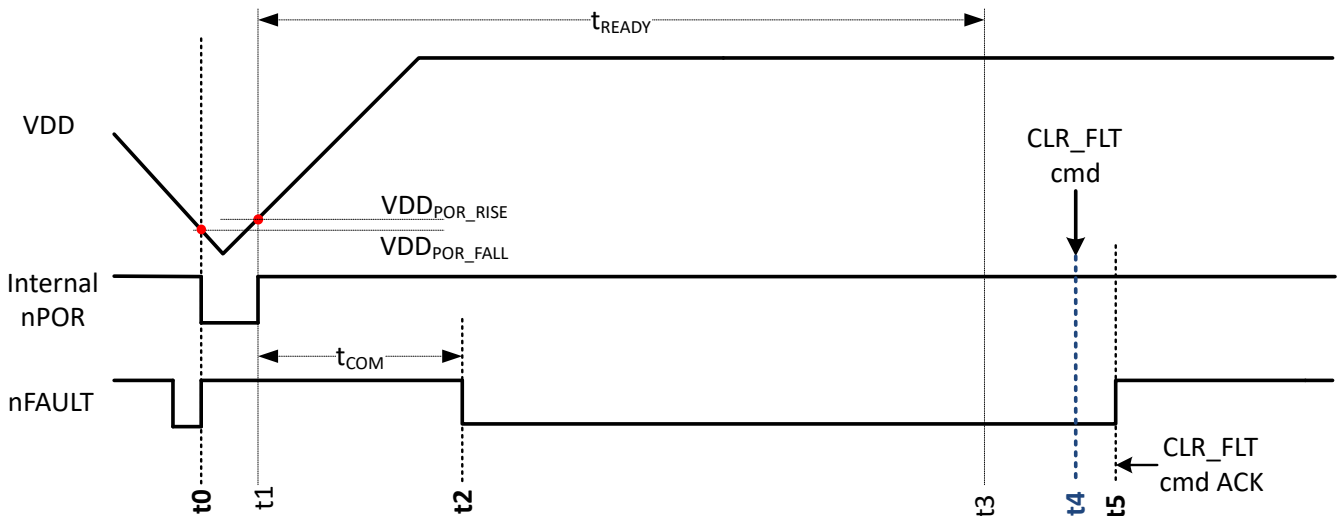 tREADY
VDD
CLR_FLT
cmd
VDDPOR_RISE
VDDPOR_FALL
Internal
nPOR
tCOM
nFAULT
CLR_FLT
cmd ACK
t0
t1
t2
t3
t4
t5